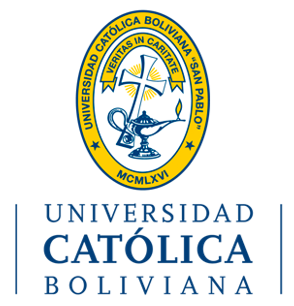 UNIVERSIDAD CATÓLICA BOLIVIANA "SAN PABLO"
VERITAS IN CARITATE
MCMLXVI
UNIVERSIDAD
CATÓLICA
BOLIVIANA